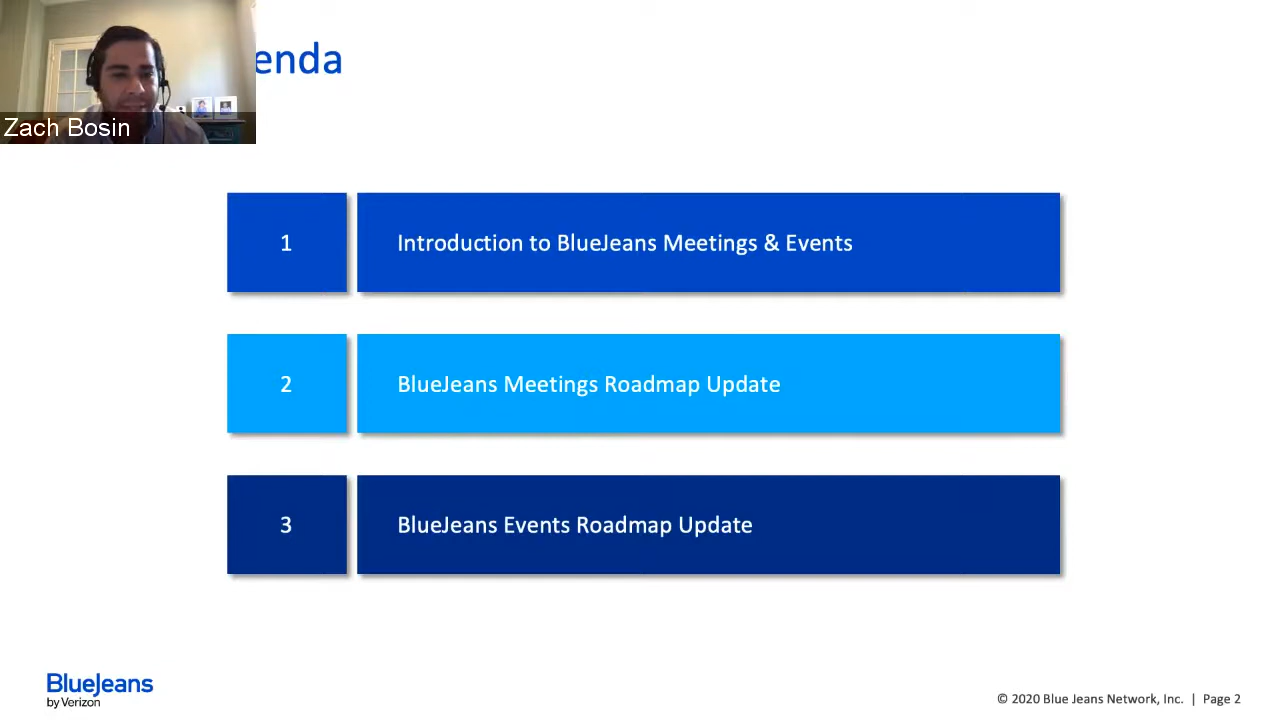 enda
Zach Bosin
1
Introduction to BlueJeans Meetings & Events
2
BlueJeans Meetings Roadmap Update
3
BlueJeans Events Roadmap Update
BlueJeans
by Verizon
© 2020 Blue Jeans Network, Inc. | Page 2